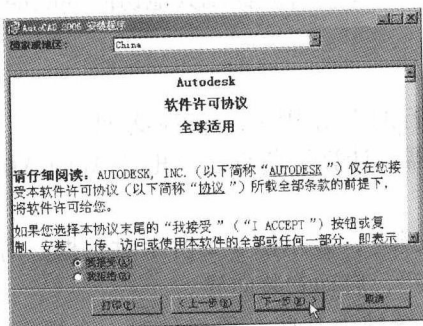 AutoCAD 2006 安装程序
国家或地区：
China
Autodesk
软件许可协议
全球适用
请仔细阅读：AUTODESK, INC.（以下简称“AUTODESK”）仅在您接
受本软件许可协议（以下简称“协议”）所载全部条款的前提下，
将软件许可给您。
如果您选择本协议末尾的“我接受”（“I ACCEPT”）按钮或复
制、安装、上传、访问或使用本软件的全部或任何一部分，即表示
我接受(A)
我拒绝(R)
打印(P)
< 上一步(B)
下一步(N) >
取消